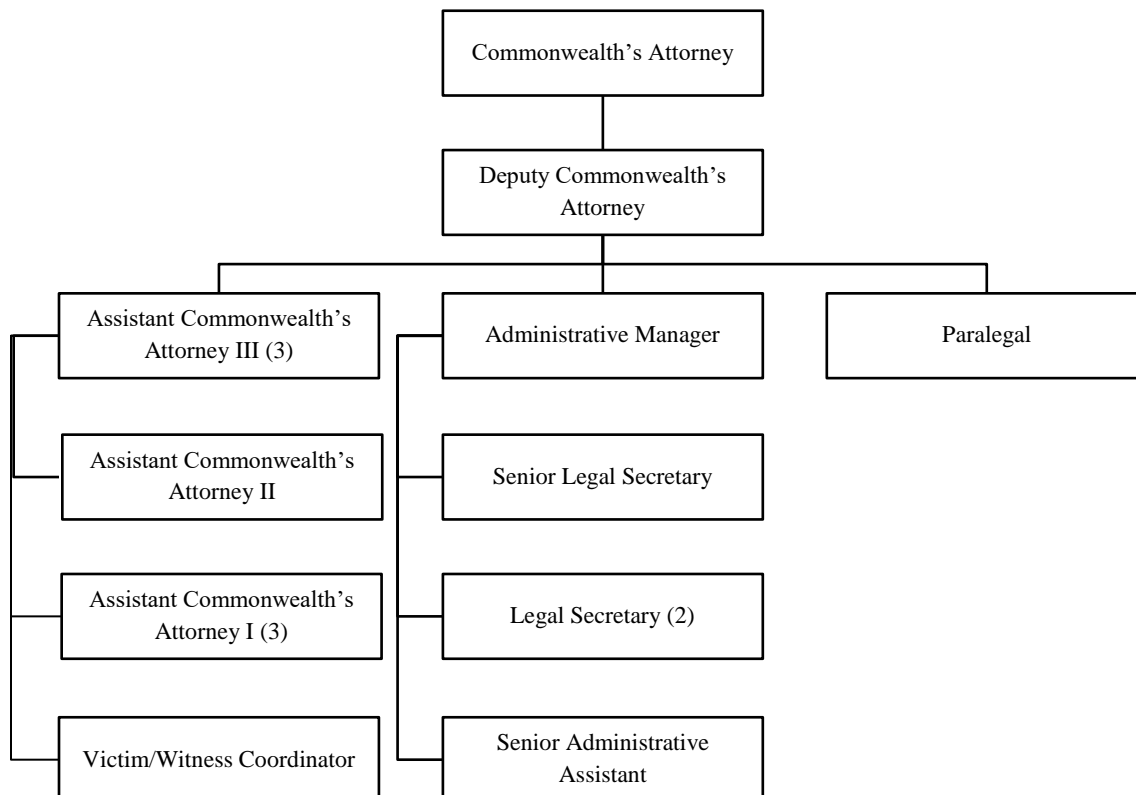 Commonwealth’s Attorney
Deputy Commonwealth’s
Attorney
Assistant Commonwealth’s
Attorney III (3)
Administrative Manager
Paralegal
Assistant Commonwealth’s
Attorney II
Senior Legal Secretary
Assistant Commonwealth’s
Attorney I (3)
Legal Secretary (2)
Victim/Witness Coordinator
Senior Administrative
Assistant